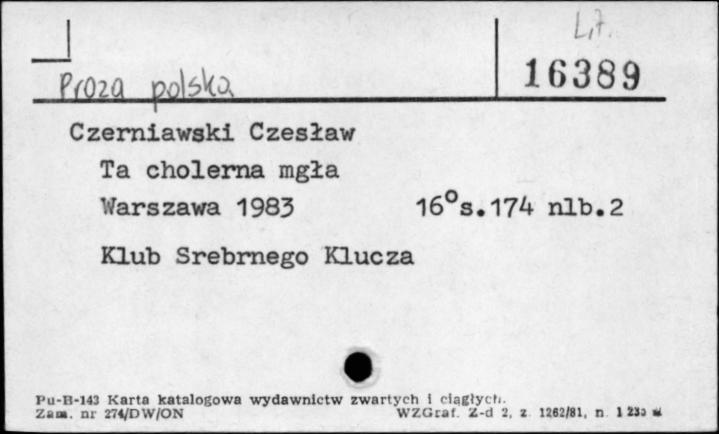 Lit.
Proza polska 16389
Czerniawski Czesław
Ta cholerna mgła
Warszawa 1983 16°s.174 nlb.2
Klub Srebrnego Klucza
Pu-B-143 Karta katalogowa wydawnictw zwartych i ciągłych.
Zam. nr 274/DW/ON WZGraf. Z-d 2, z. 1262/81, n.